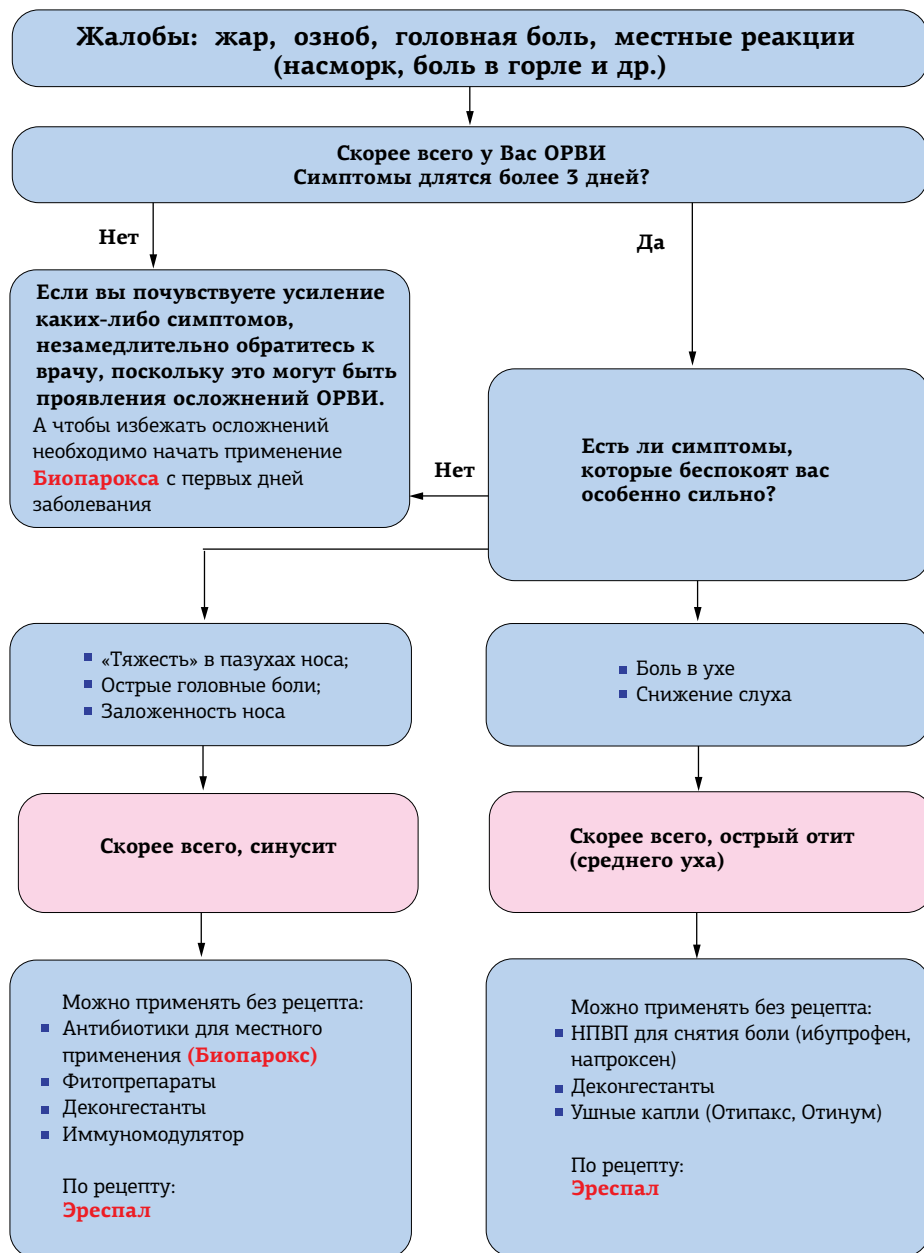 Жалобы: жар, озноб, головная боль, местные реакции
(насморк, боль в горле и др.)
Скорее всего у Вас ОРВИ
Симптомы длятся более 3 дней?
Нет
Да
Если вы почувствуете усиление
каких-либо симптомов,
незамедлительно обратитесь к
врачу, поскольку это могут быть
проявления осложнений ОРВИ.
А чтобы избежать осложнений
необходимо начать применение
Биопарокса с первых дней
заболевания
Нет
Есть ли симптомы,
которые беспокоят вас
особенно сильно?
«Тяжесть» в пазухах носа;
Острые головные боли;
Заложенность носа
Боль в ухе
Снижение слуха
Скорее всего, синусит
Скорее всего, острый отит
(среднего уха)
Можно применять без рецепта:
Антибиотики для местного
применения (Биопарокс)
Фитопрепараты
Деконгестанты
Иммуномодулятор
По рецепту:
Эреспал
Можно применять без рецепта:
НПВП для снятия боли (ибупрофен,
напроксен)
Деконгестанты
Ушные капли (Отипакс, Отинум)
По рецепту:
Эреспал